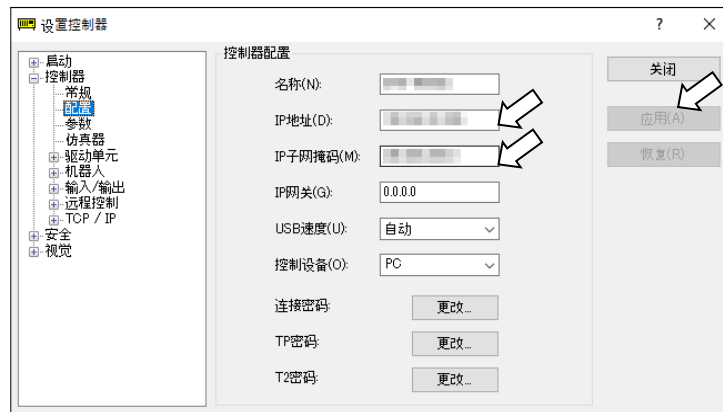 设置控制器
? ×
启动
控制器
常规
配置
参数
仿真器
驱动单元
机器人
输入/输出
远程控制
TCP / IP
安全
视觉
控制器配置
名称(N):
IP地址(D):
IP子网掩码(M):
IP网关(G): 0.0.0.0
USB速度(U): 自动
控制设备(O): PC
连接密码: 更改...
TP密码: 更改...
T2密码: 更改...
关闭
应用(A)
恢复(R)